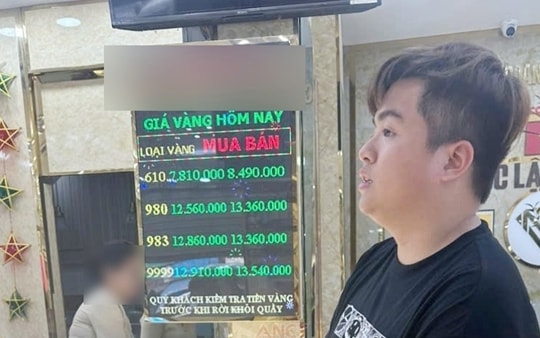 GIÁ VÀNG HÔM NAY
LOẠI VÀNG MUA BÁN
610 7.810.000 8.490.000
980 12.560.000 13.360.000
983 12.860.000 13.360.000
9999 12.910.000 13.540.000
QUÝ KHÁCH KIỂM TRA TIỀN VÀNG
TRƯỚC KHI RỜI KHỎI QUẦY